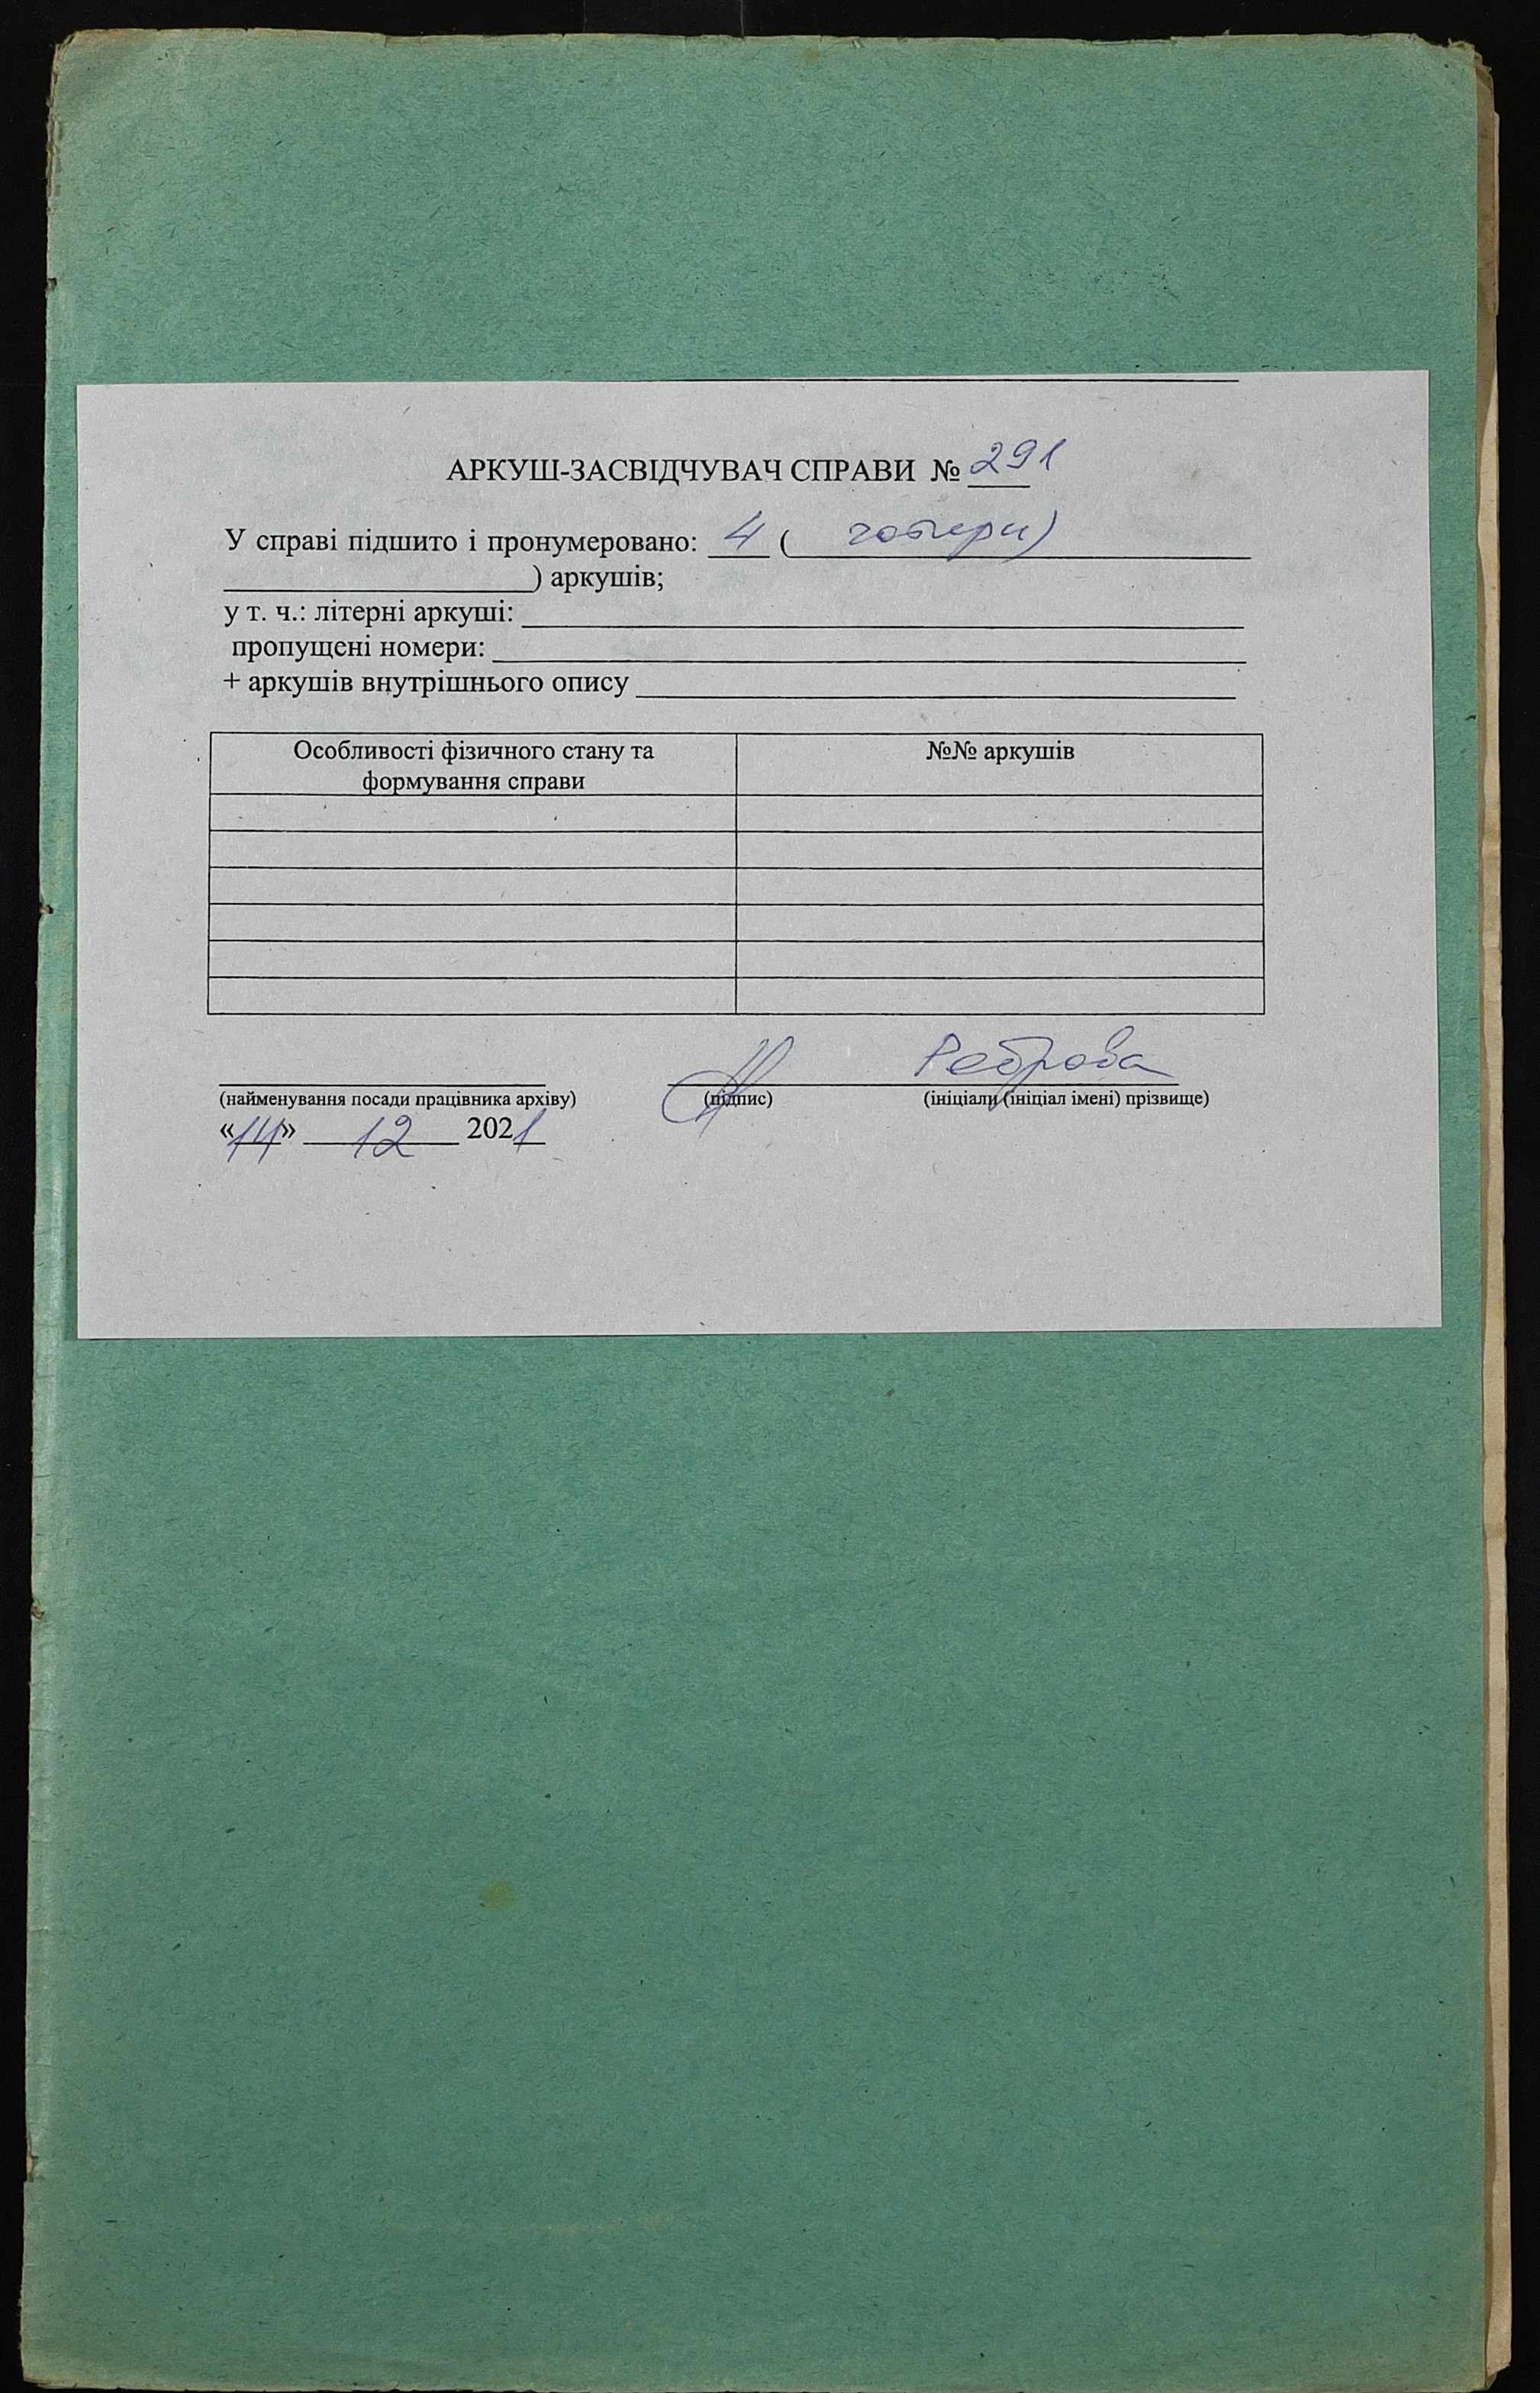 АРКУШ-ЗАСВІДЧУВАЧ СПРАВИ № 291
У справі підшито і пронумеровано: 4 ( чотири)
) аркушів;
у т. ч.: літерні аркуші:
пропущені номери:
+ аркушів внутрішнього опису
Особливості фізичного стану та №№ аркушів
формування справи
Реброва
(найменування посади працівника архіву) (підпис) (ініціали (ініціал імені) прізвище)
«14» 12 2021